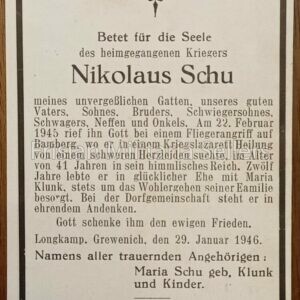 Betet für die Seele
des heimgegangenen Kriegers
Nikolaus Schu
meines unvergeßlichen Gatten, unseres guten
Vaters, Sohnes, Bruders, Schwiegersohnes,
Schwagers, Neffen und Onkels. Am 22. Februar
1945 rief ihn Gott bei einem Fliegerangriff auf
Bamberg, wo er in einem Kriegslazarett Heilung
von einem schweren Herzleiden suchte, im Alter
von 41 Jahren in sein himmlisches Reich. Zwölf
Jahre lebte er in glücklicher Ehe mit Maria
Klunk, stets um das Wohlergehen seiner Familie
besorgt. Bei der Dorfgemeinschaft steht er in
ehrendem Andenken.
Gott schenke ihm den ewigen Frieden.
Longkamp, Grewenich, den 29. Januar 1946.
Namens aller trauernden Angehörigen:
Maria Schu geb. Klunk
und Kinder.